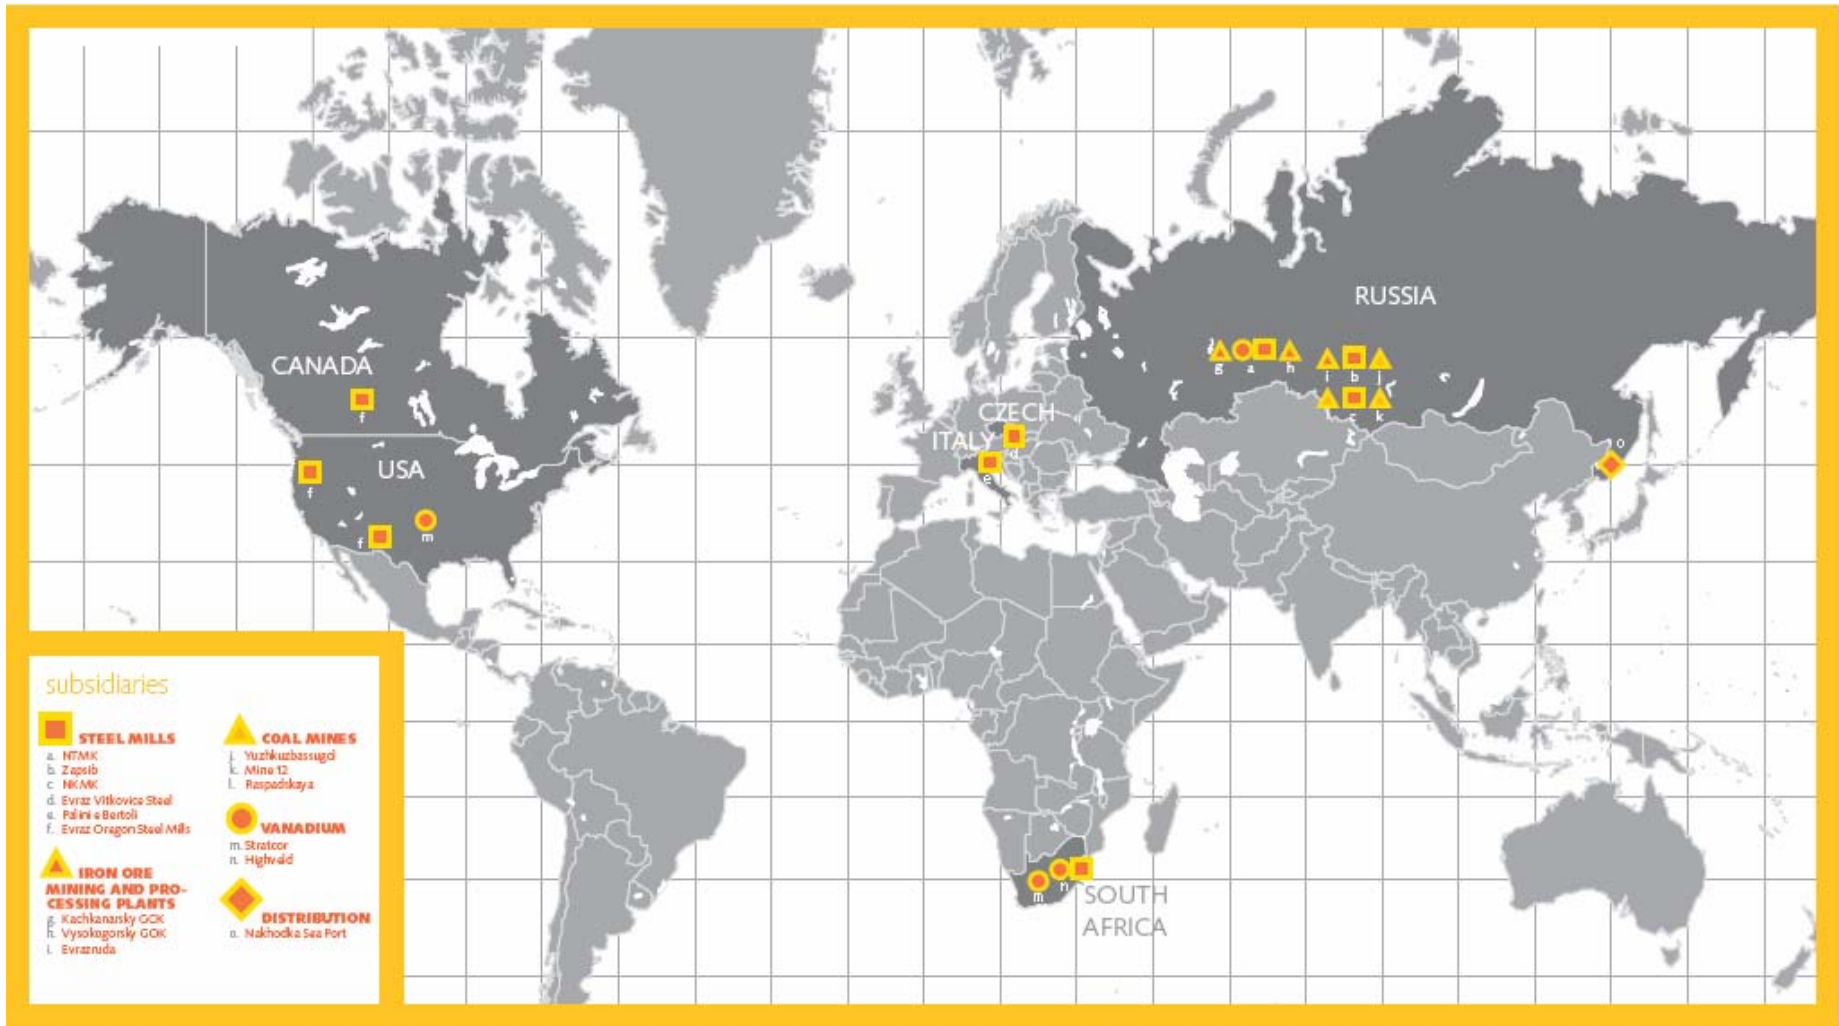 CANADA
f
USA
f
f
m
RUSSIA
g
a
h
i
b
j
c
k
o
CZECH
ITALY
d
e
n
m
SOUTH
AFRICA
subsidiaries
STEEL MILLS
a. NTMK
b. Zapsib
c NKMK
d. Evraz Vitkovice Steel
e. Palini e Bertoli
f. Evraz Oregon Steel Mills
IRON ORE
MINING AND PRO-
CESSING PLANTS
g. Kachkanarsky GOK
h. Vysokogorsky GOK
i. Evrazruda
COAL MINES
j. Yuzhkuzbassugol
k. Mine 12
l. Raspadskaya
VANADIUM
m. Stratcor
n. Highveld
DISTRIBUTION
o. Nakhodka Sea Port